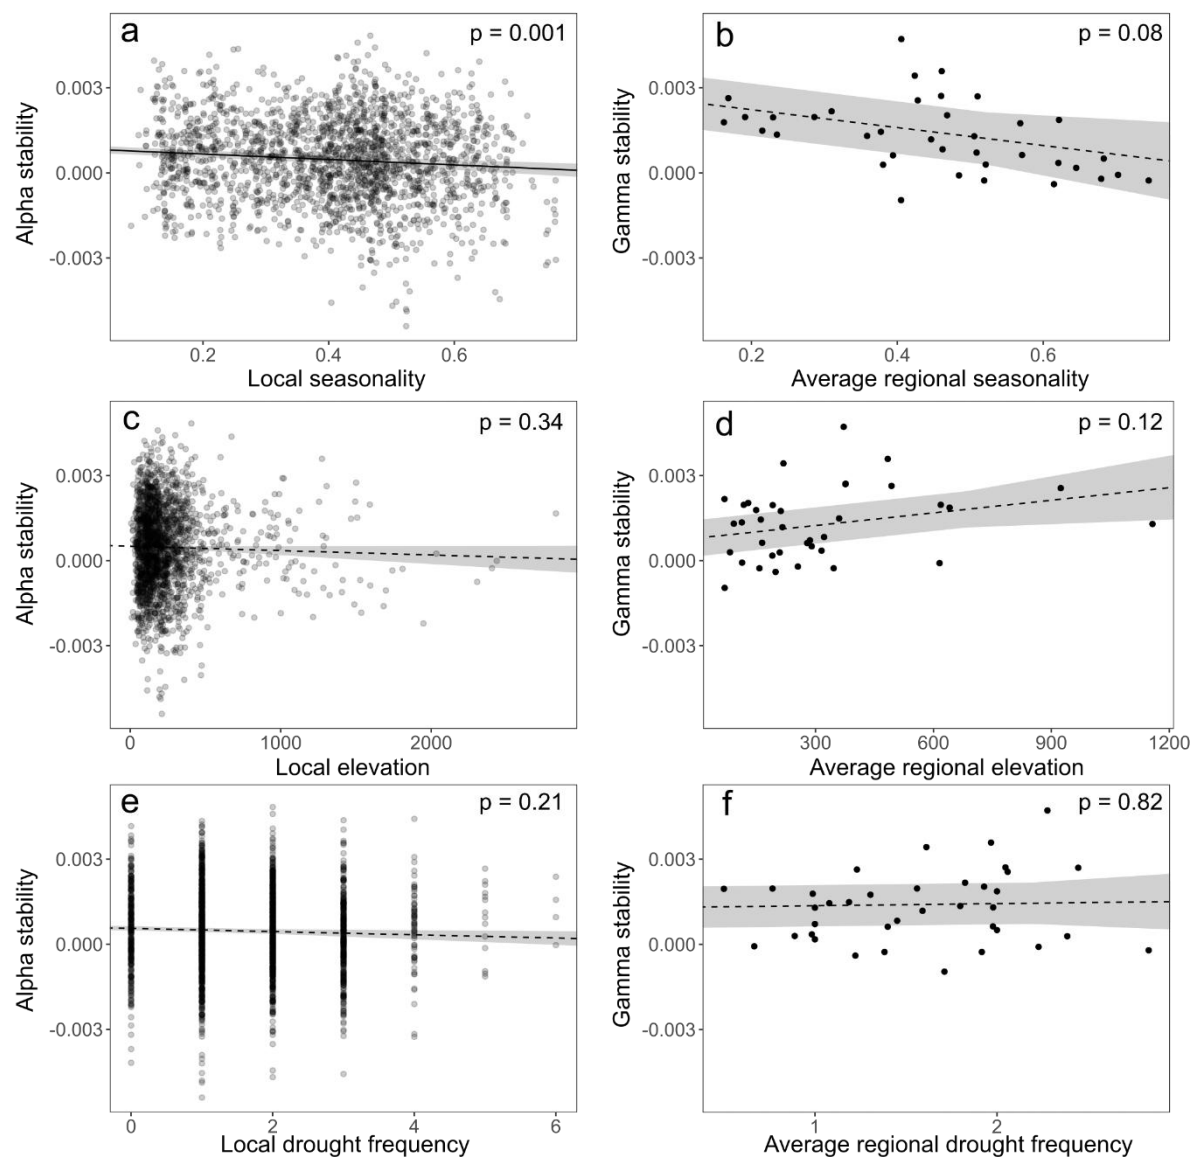 a
p = 0.001
Alpha stability
0.003
0.000
-0.003
0.2
0.4
0.6
Local seasonality
b
p = 0.08
Gamma stability
0.003
0.000
-0.003
0.2
0.4
0.6
Average regional seasonality
c
p = 0.34
Alpha stability
0.003
0.000
-0.003
0
1000
2000
Local elevation
d
p = 0.12
Gamma stability
0.003
0.000
-0.003
300
600
900
1200
Average regional elevation
e
p = 0.21
Alpha stability
0.003
0.000
-0.003
0
2
4
6
Local drought frequency
f
p = 0.82
Gamma stability
0.003
0.000
-0.003
1
2
Average regional drought frequency